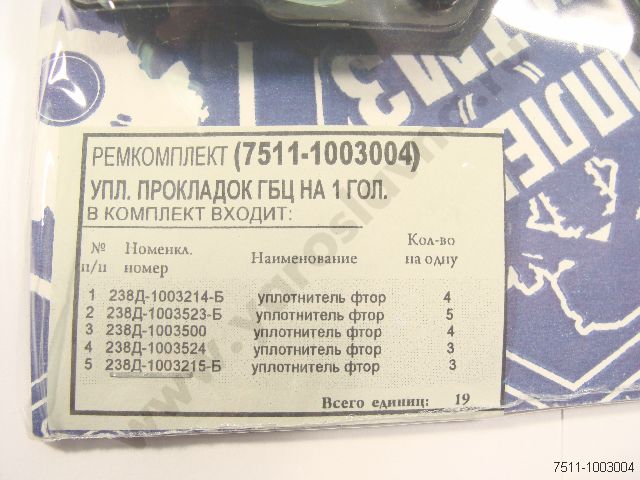 РЕМКОМПЛЕКТ (7511-1003004)
УПЛ. ПРОКЛАДОК ГБЦ НА 1 ГОЛ.
В КОМПЛЕКТ ВХОДИТ:
№ п/п Номенкл. номер Наименование Кол-во на одну
1 238Д-1003214-Б уплотнитель фтор 4
2 238Д-1003523-Б уплотнитель фтор 5
3 238Д-1003500 уплотнитель фтор 4
4 238Д-1003524 уплотнитель фтор 3
5 238Д-1003215-Б уплотнитель фтор 3
Всего единиц: 19
7511-1003004